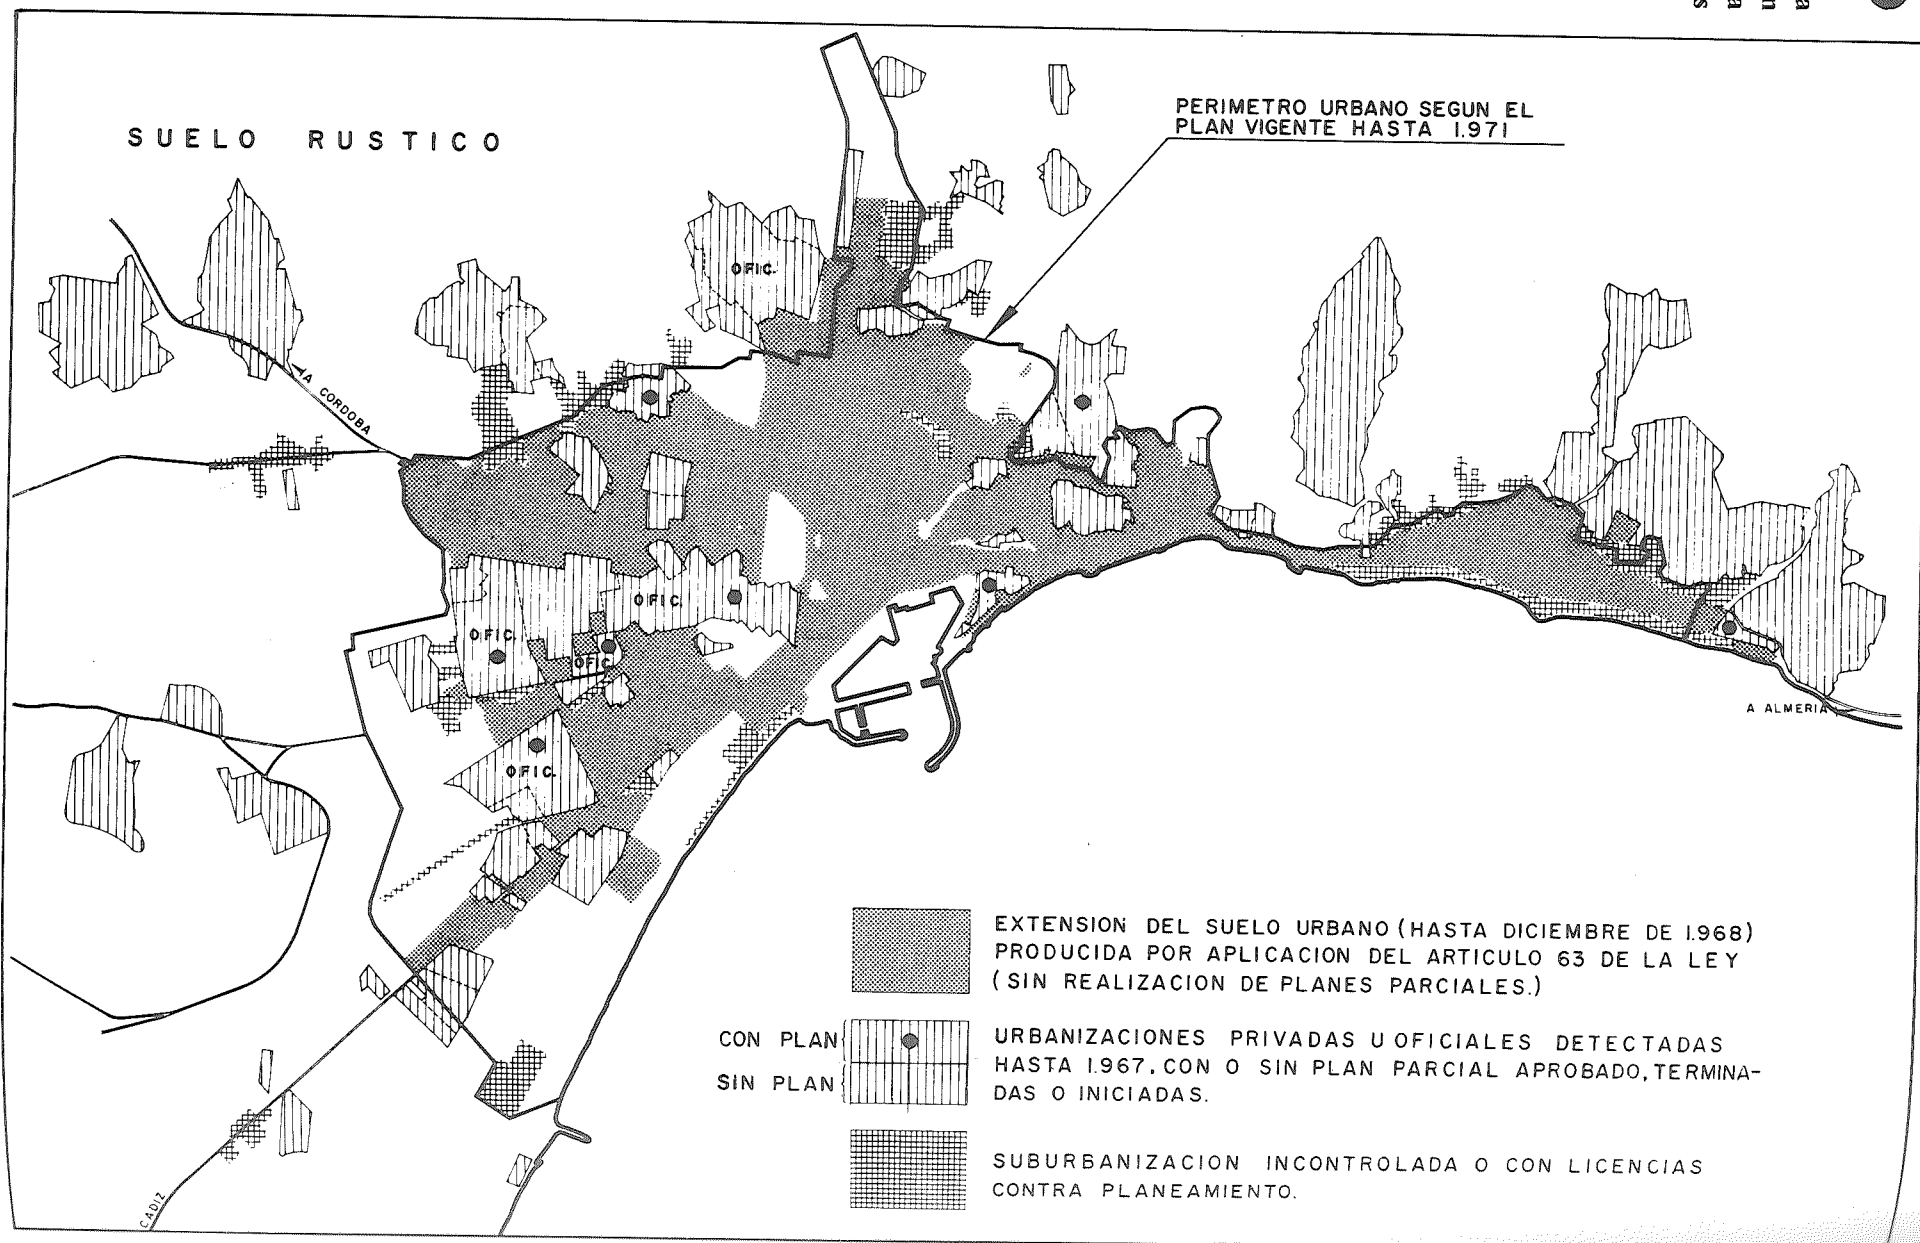 s
a
n
a
PERIMETRO URBANO SEGUN EL
PLAN VIGENTE HASTA 1.971
SUELO RUSTICO
OFIC.
A CORDOBA
OFIC.
OFIC.
OFIC
A ALMERIA
OFIC.
EXTENSION DEL SUELO URBANO (HASTA DICIEMBRE DE 1.968)
PRODUCIDA POR APLICACION DEL ARTICULO 63 DE LA LEY
(SIN REALIZACION DE PLANES PARCIALES.)
CON PLAN
SIN PLAN
URBANIZACIONES PRIVADAS U OFICIALES DETECTADAS
HASTA 1.967, CON O SIN PLAN PARCIAL APROBADO, TERMINA-
DAS O INICIADAS.
SUBURBANIZACION INCONTROLADA O CON LICENCIAS
CONTRA PLANEAMIENTO.
CADIZ